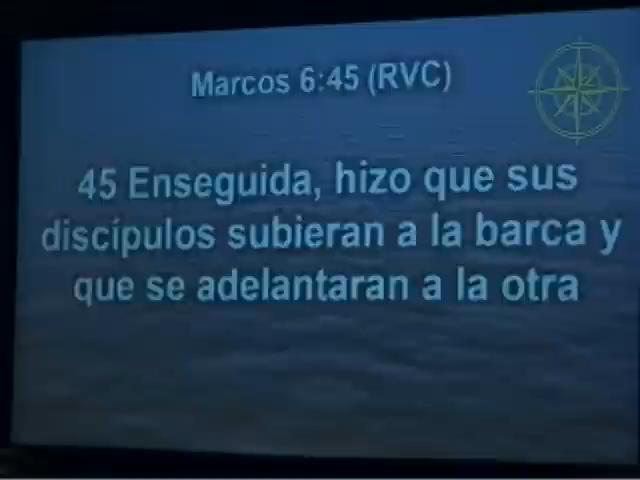 Marcos 6:45 (RVC)
45 Enseguida, hizo que sus
discípulos subieran a la barca y
que se adelantaran a la otra